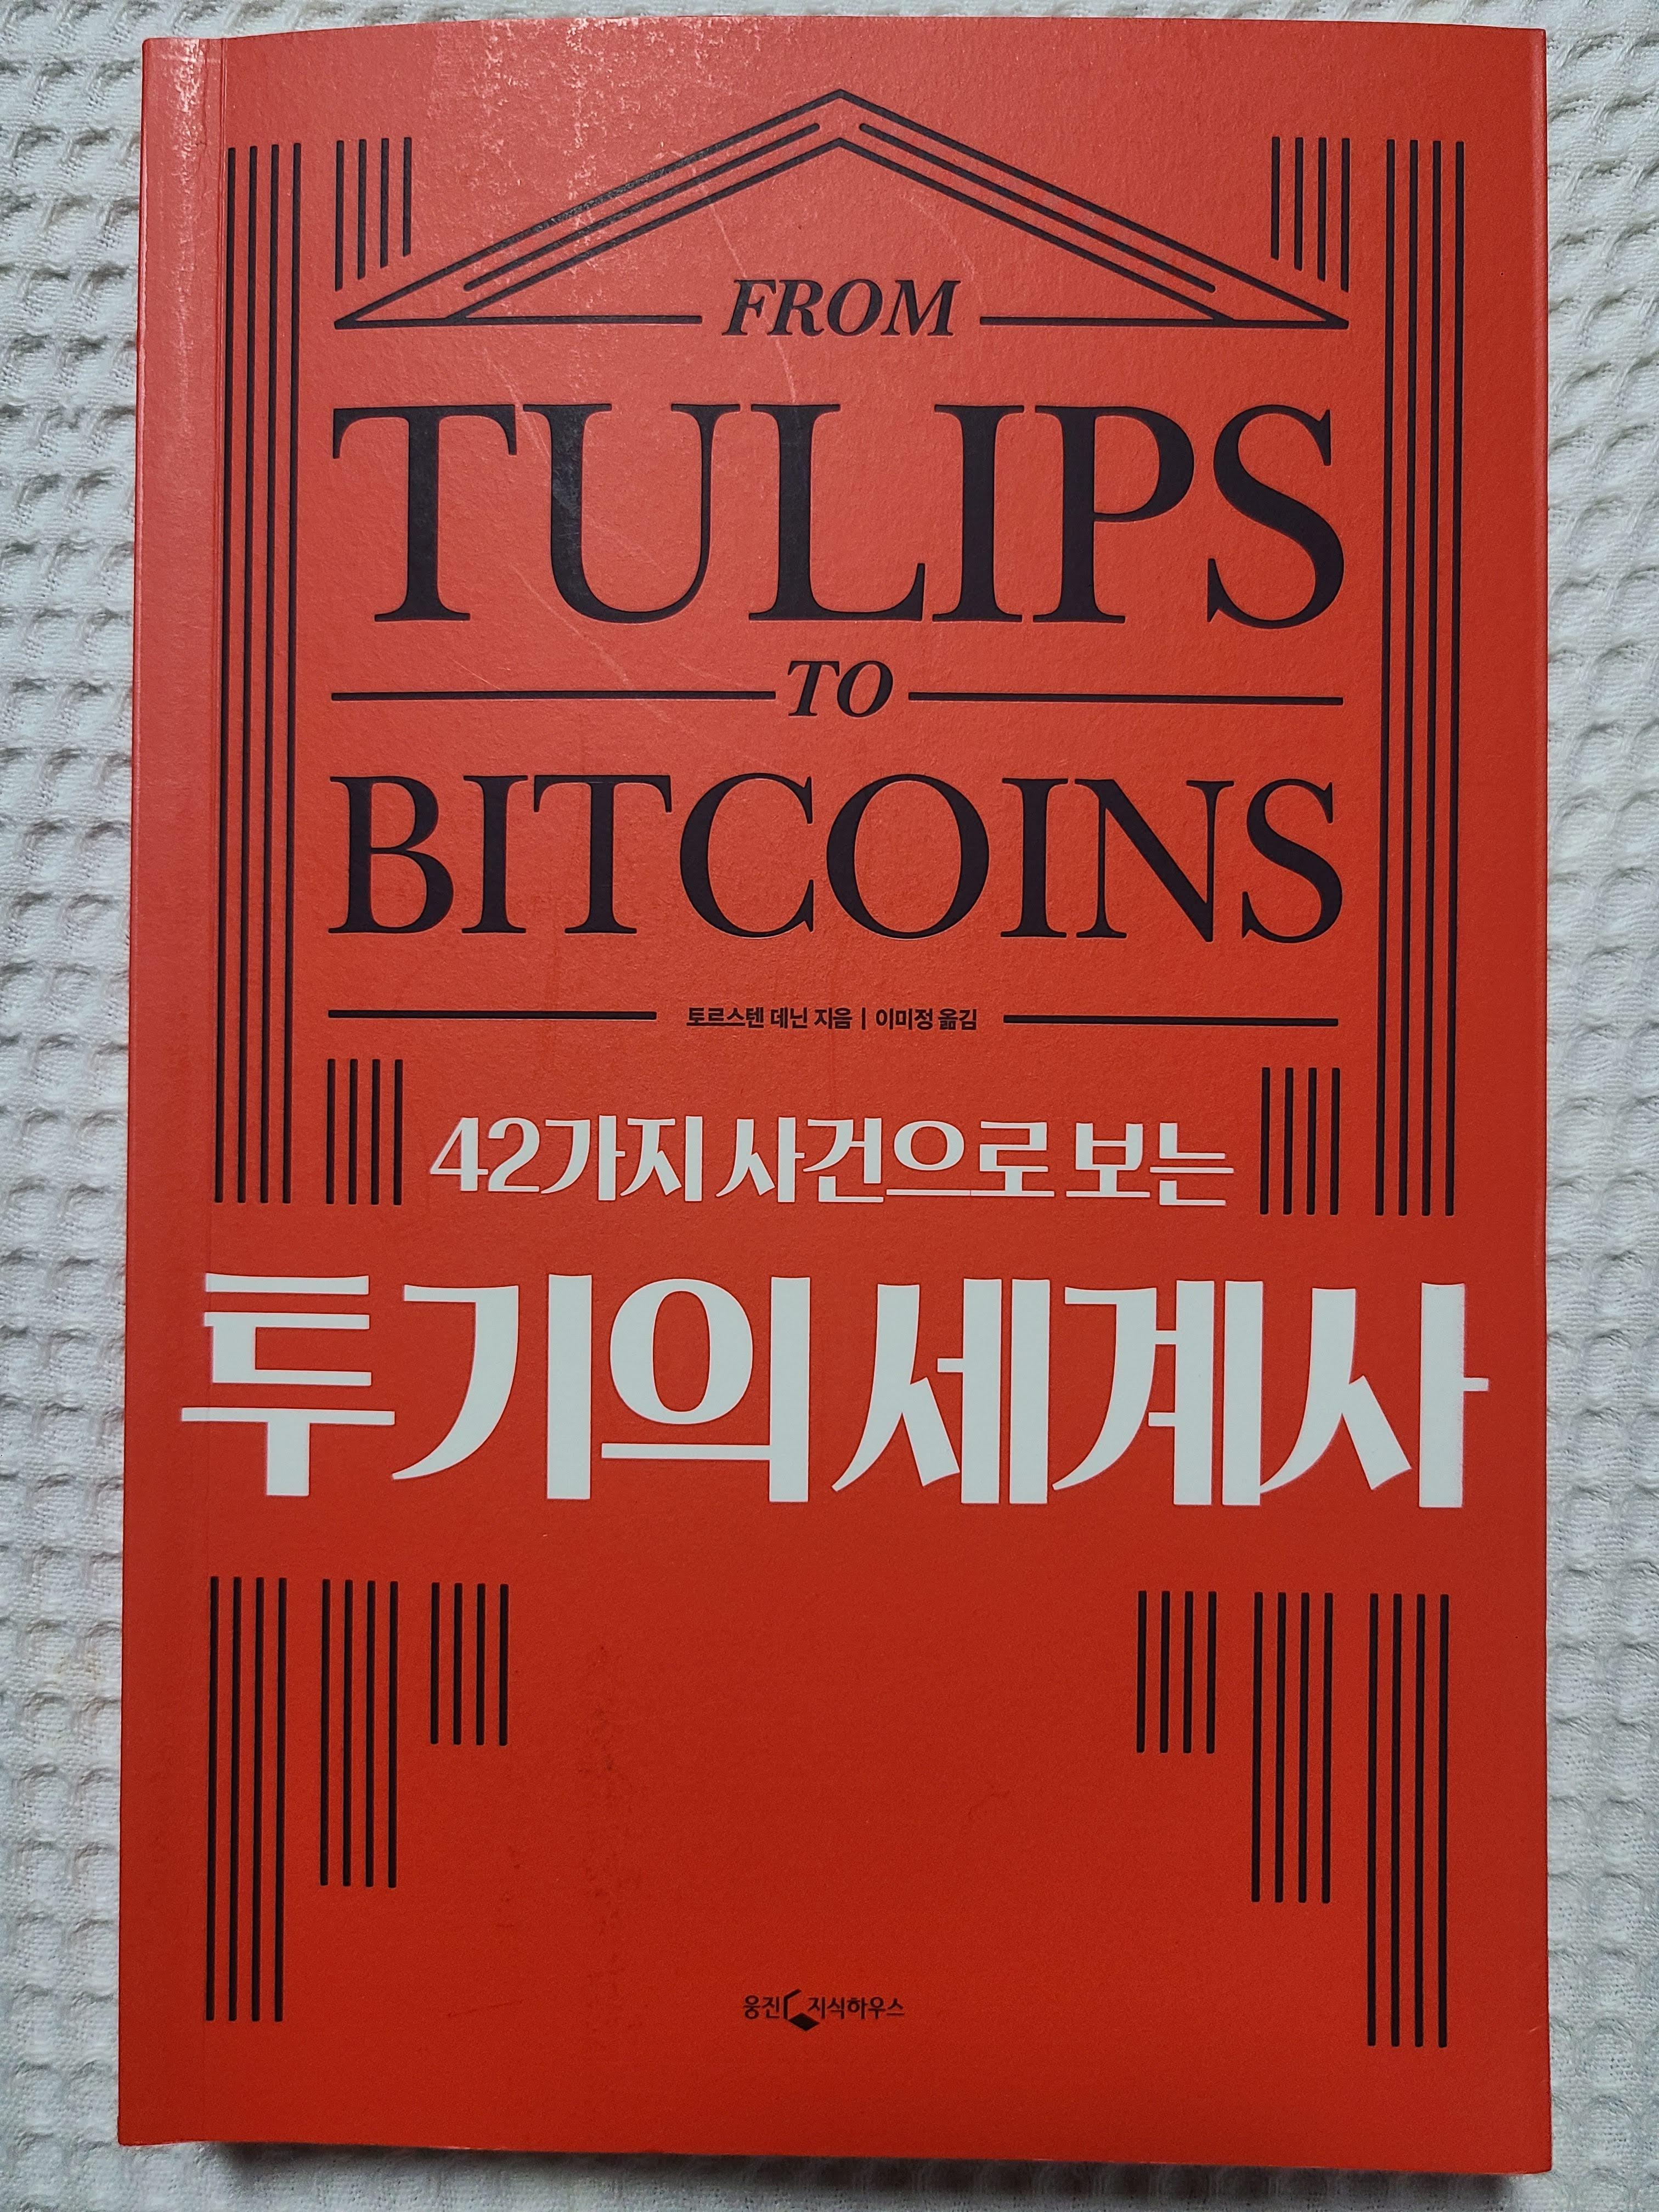 FROM
TULIPS
TO
BITCOINS
토르스텐 데닌 지음 | 이미정 옮김
42가지 사건으로 보는
투기의 세계사
웅진 지식하우스